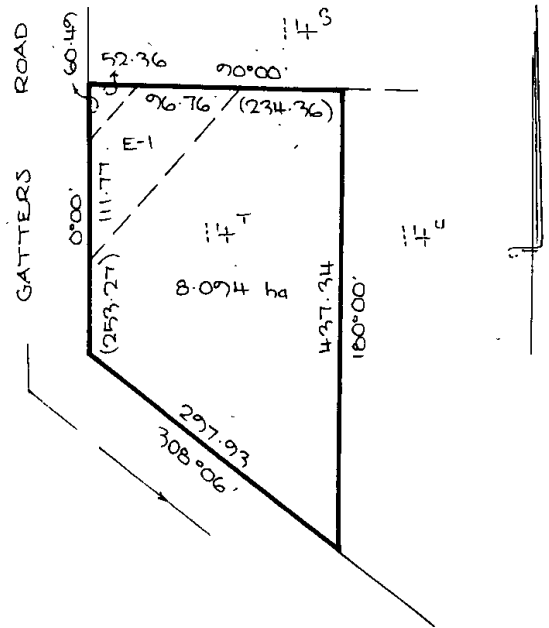 14ᴮ
ROAD
60.49
52.36
90°00'
96.76
(234.36)
E-1
GATTERS
0°00'
111.77
14ᵀ
14ᵁ
8.094 ha
(253.27)
437.34
180°00'
297.93
308°06'